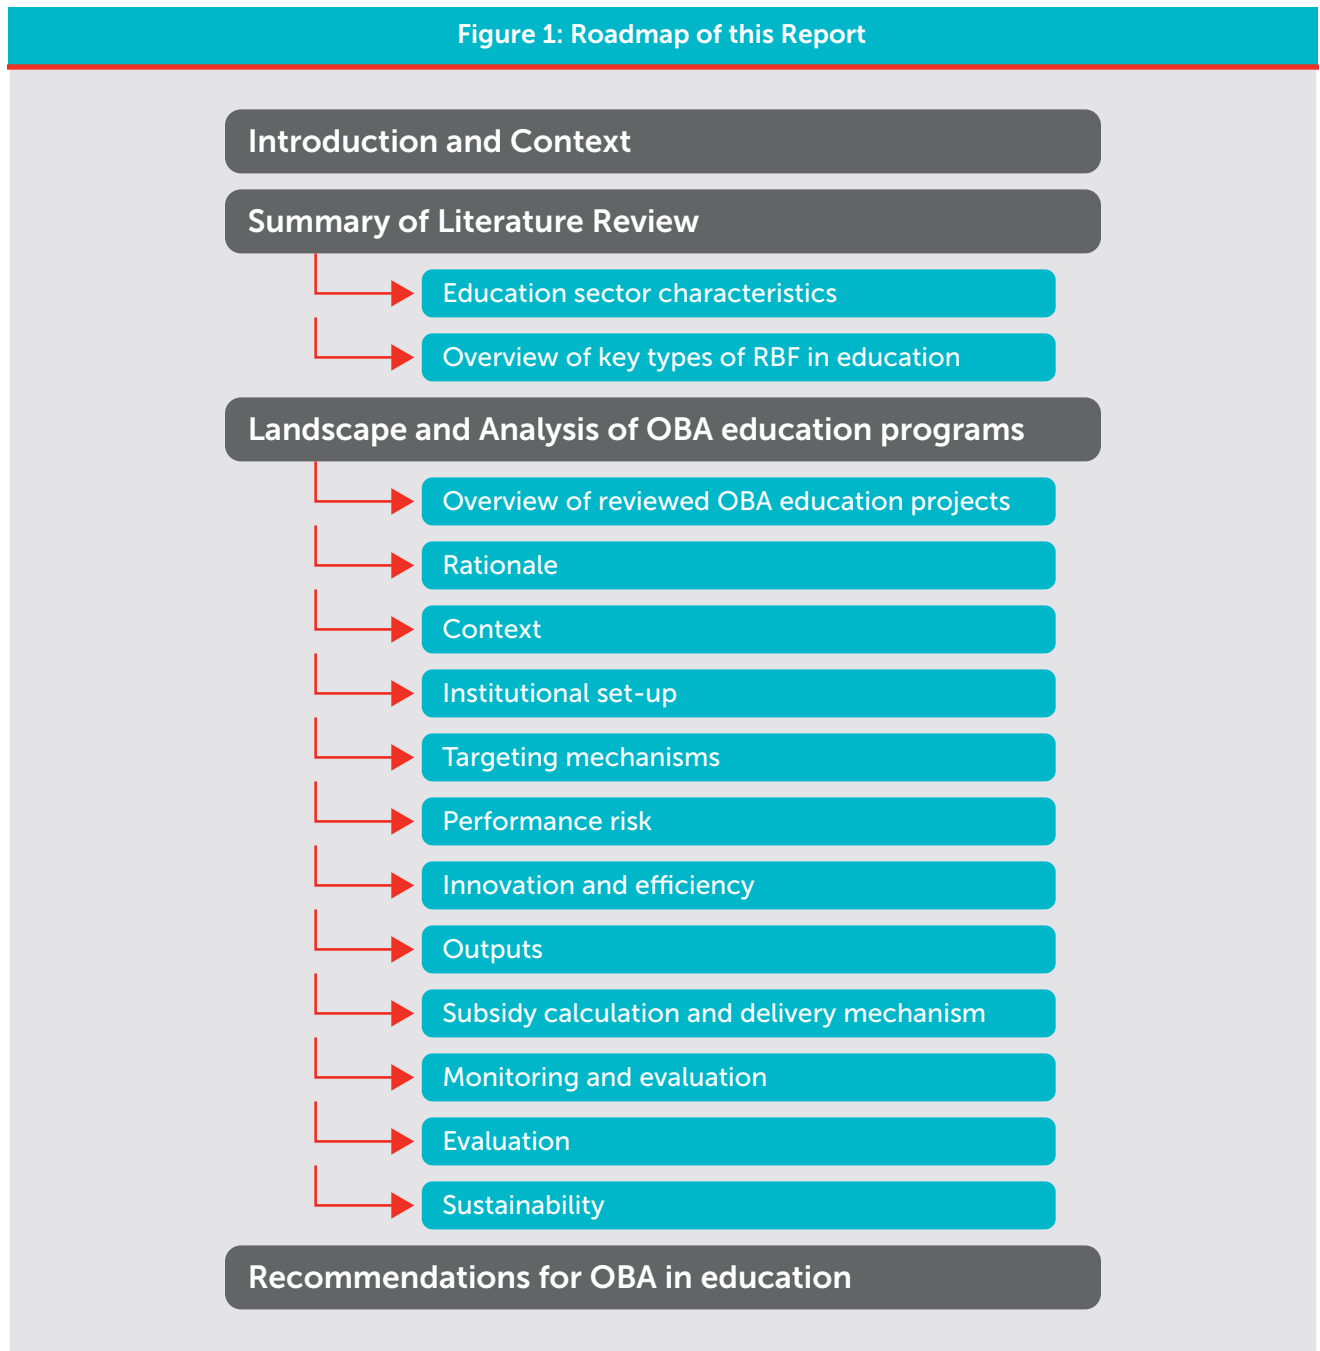 Figure 1: Roadmap of this Report
Introduction and Context
Summary of Literature Review
Education sector characteristics
Overview of key types of RBF in education
Landscape and Analysis of OBA education programs
Overview of reviewed OBA education projects
Rationale
Context
Institutional set-up
Targeting mechanisms
Performance risk
Innovation and efficiency
Outputs
Subsidy calculation and delivery mechanism
Monitoring and evaluation
Evaluation
Sustainability
Recommendations for OBA in education